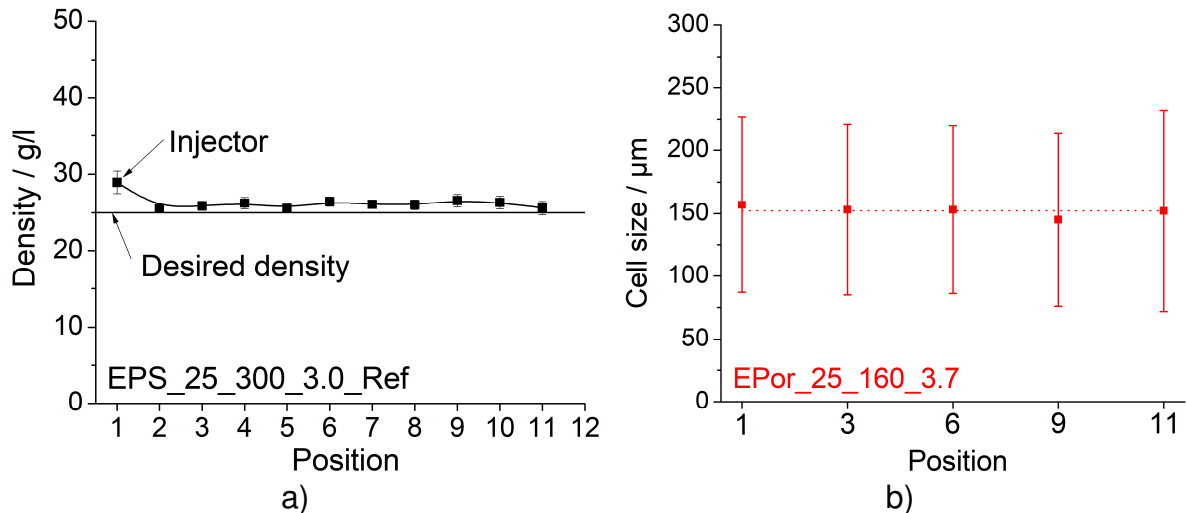 50
40
30
20
10
0
Density / g/l
Injector
Desired density
EPS_25_300_3.0_Ref
1 2 3 4 5 6 7 8 9 10 11 12
Position
a)
300
250
200
150
100
50
0
Cell size / µm
EPor_25_160_3.7
1 3 6 9 11
Position
b)